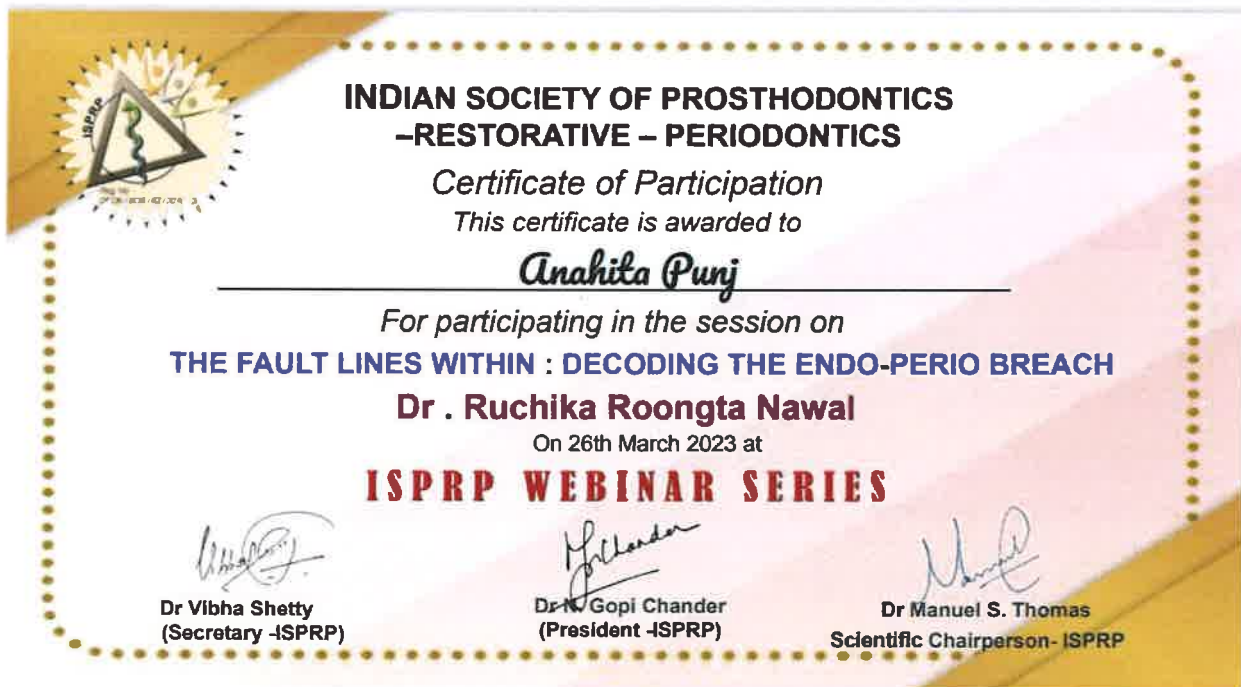 ISPRP
INDIAN SOCIETY OF PROSTHODONTICS
–RESTORATIVE – PERIODONTICS
Certificate of Participation
This certificate is awarded to
Anahita Punj
For participating in the session on
THE FAULT LINES WITHIN : DECODING THE ENDO-PERIO BREACH
Dr . Ruchika Roongta Nawal
On 26th March 2023 at
ISPRP WEBINAR SERIES
Dr Vibha Shetty
(Secretary -ISPRP)
Dr N. Gopi Chander
(President -ISPRP)
Dr Manuel S. Thomas
Scientific Chairperson- ISPRP